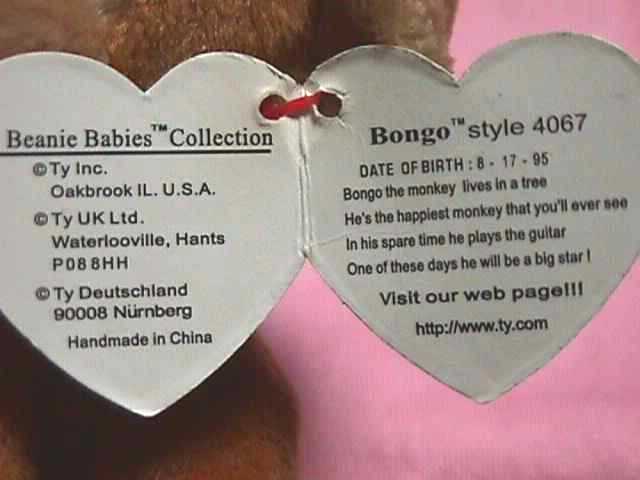 Beanie Babies™ Collection
© Ty Inc.
Oakbrook IL. U.S.A.
© Ty UK Ltd.
Waterlooville, Hants
P08 8HH
© Ty Deutschland
90008 Nürnberg
Handmade in China
Bongo™ style 4067
DATE OF BIRTH : 8 - 17 - 95
Bongo the monkey lives in a tree
He's the happiest monkey that you'll ever see
In his spare time he plays the guitar
One of these days he will be a big star !
Visit our web page!!!
http://www.ty.com